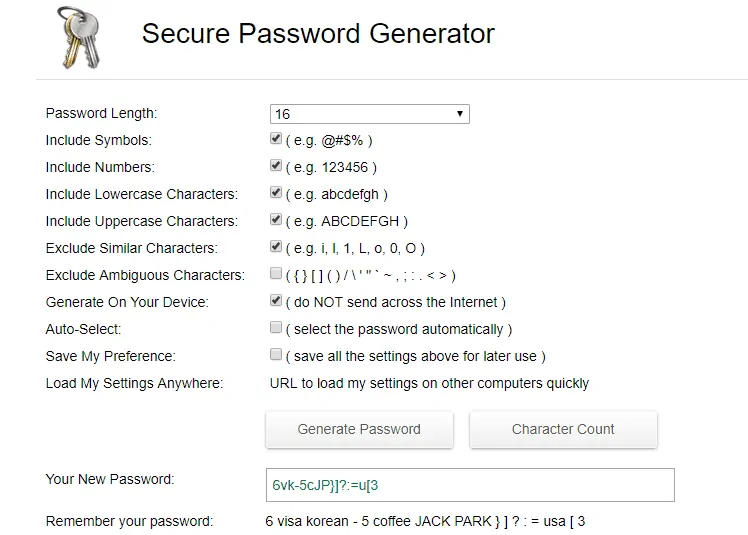 Secure Password Generator
Password Length: 16
Include Symbols: ( e.g. @#$% )
Include Numbers: ( e.g. 123456 )
Include Lowercase Characters: ( e.g. abcdefgh )
Include Uppercase Characters: ( e.g. ABCDEFGH )
Exclude Similar Characters: ( e.g. i, l, 1, L, o, 0, O )
Exclude Ambiguous Characters: ( { } [ ] ( ) / \ ' " ` ~ , ; : . < > )
Generate On Your Device: ( do NOT send across the Internet )
Auto-Select: ( select the password automatically )
Save My Preference: ( save all the settings above for later use )
Load My Settings Anywhere: URL to load my settings on other computers quickly
Generate Password Character Count
Your New Password: 6vk-5cJP}]?:=u[3
Remember your password: 6 visa korean - 5 coffee JACK PARK } ] ? : = usa [ 3